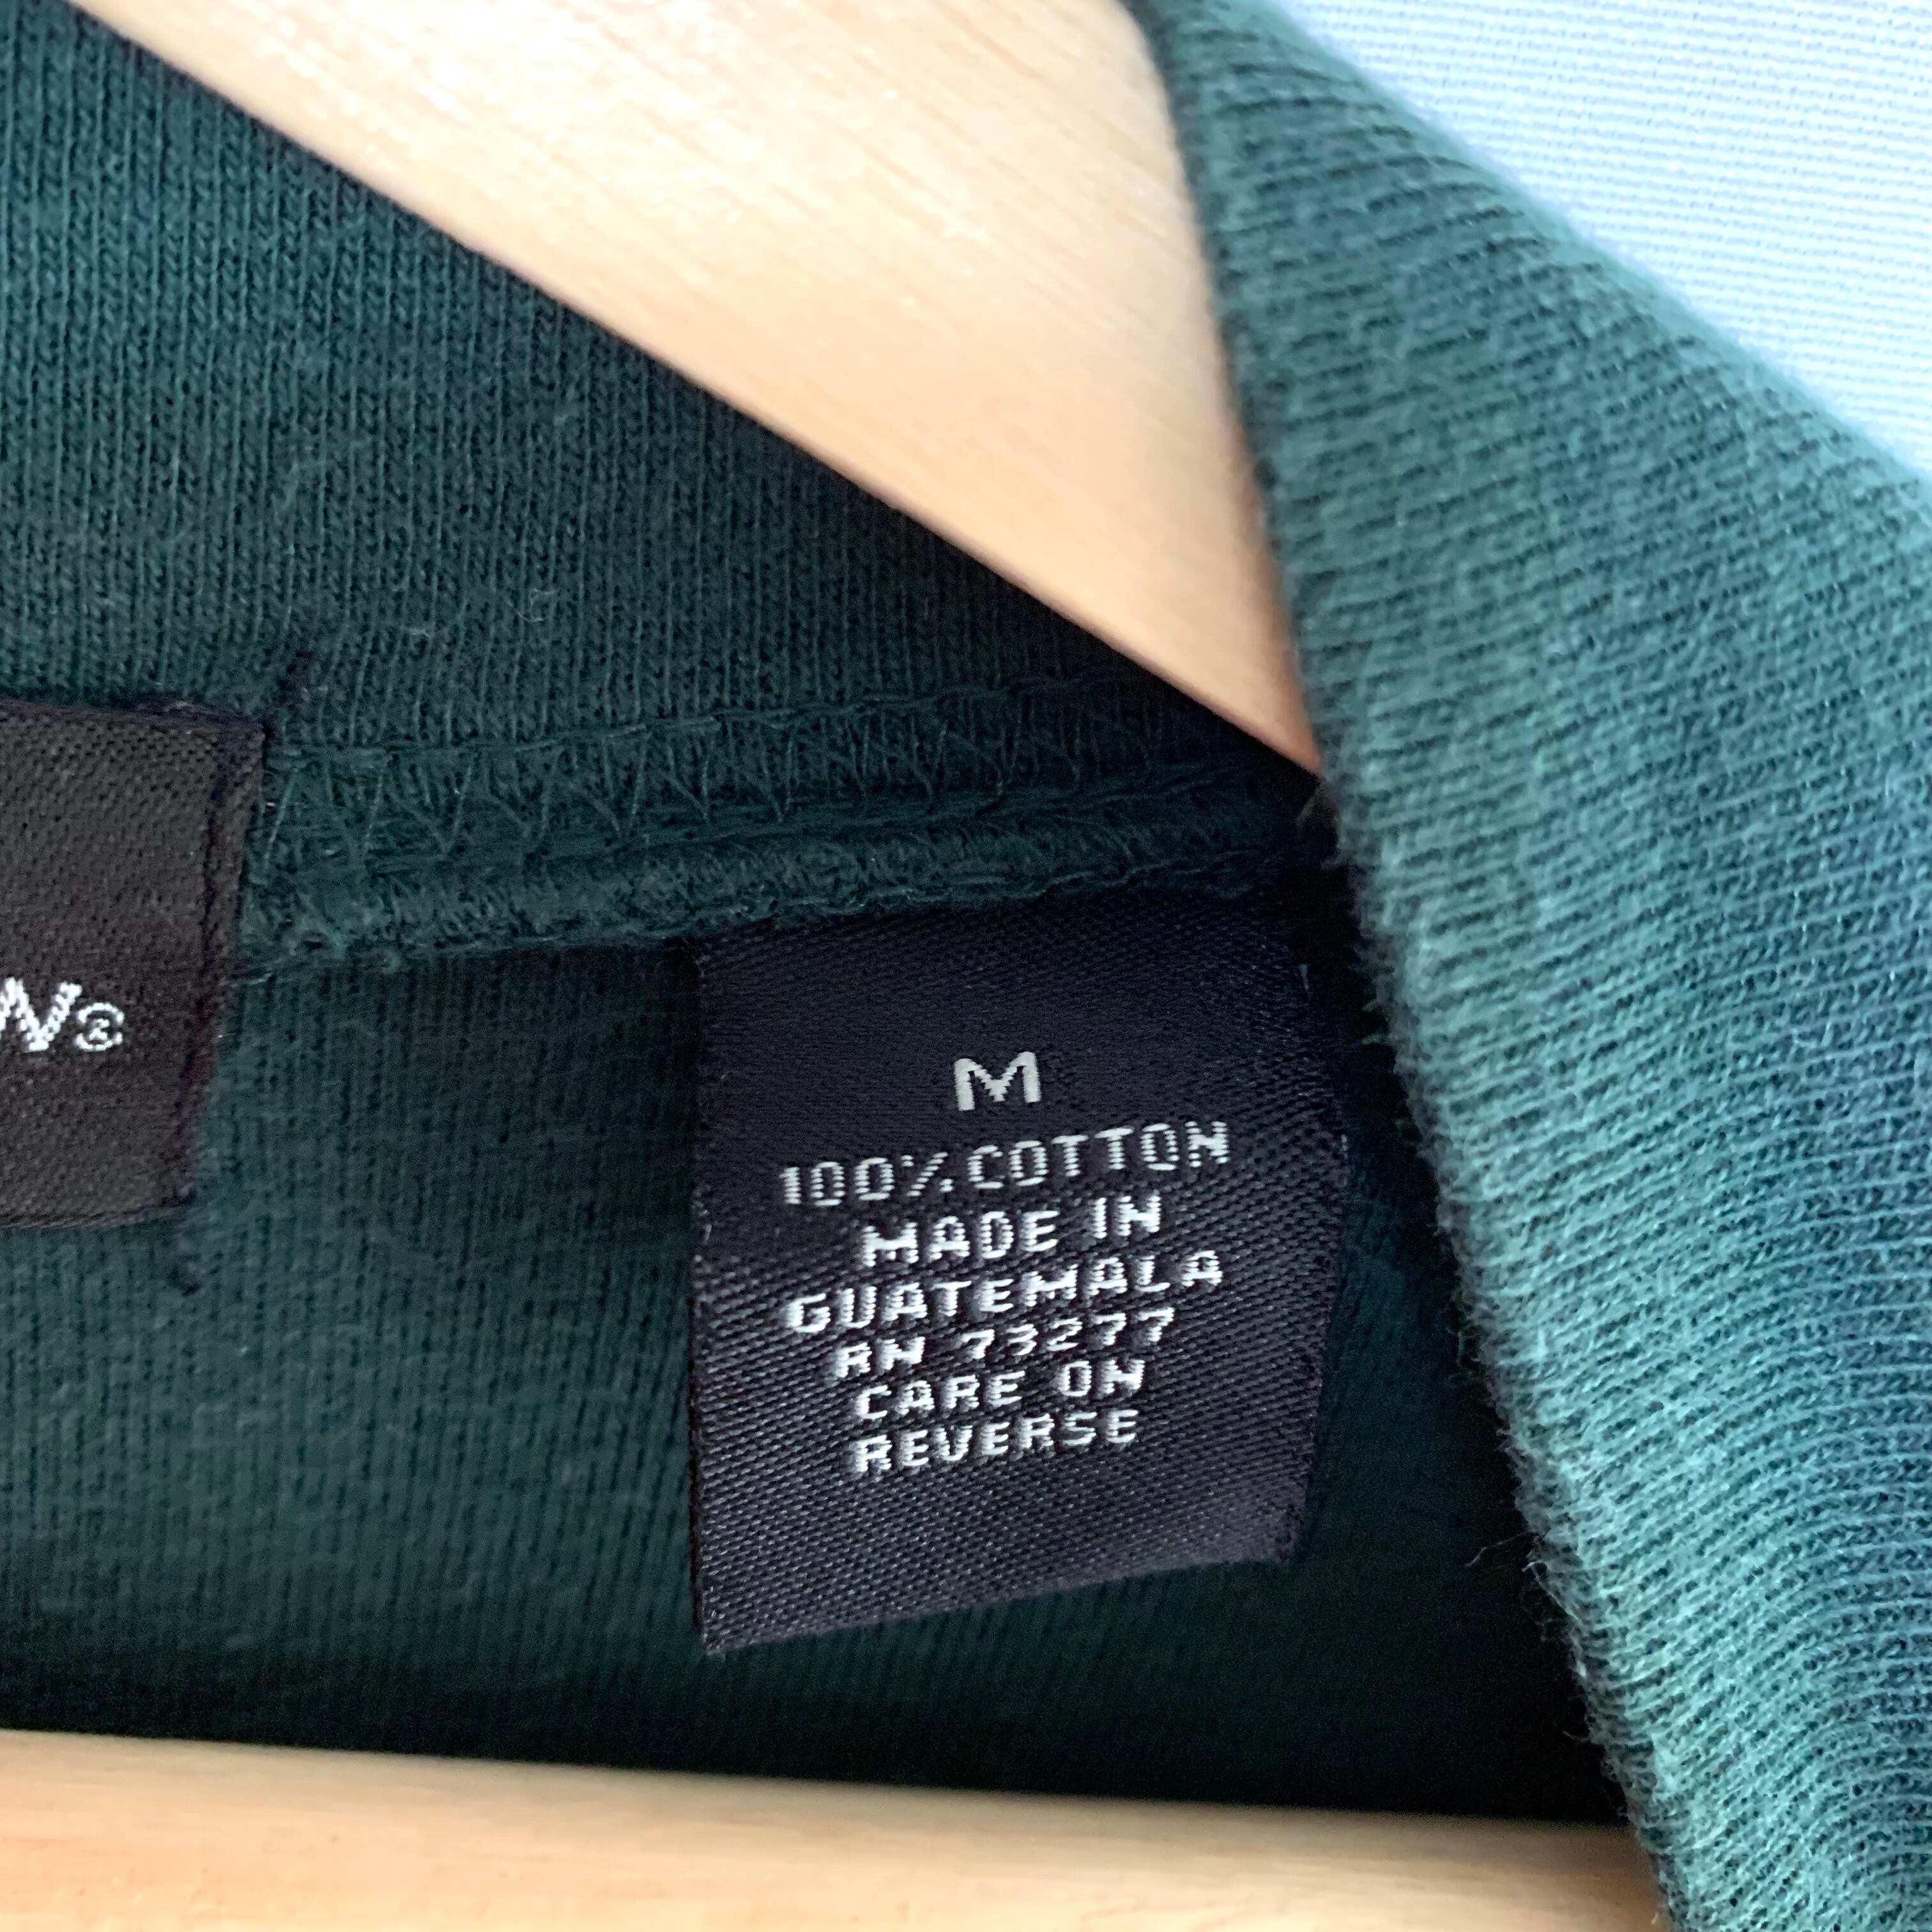 N®
M
100% COTTON
MADE IN
GUATEMALA
RN 73277
CARE ON
REVERSE